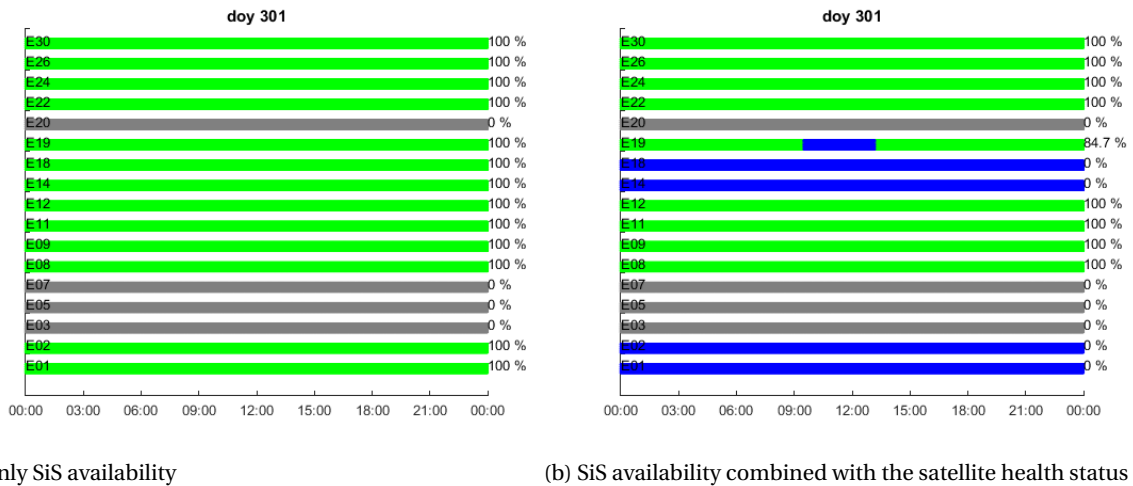 doy 301
E30 100 %
E26 100 %
E24 100 %
E22 100 %
E20 0 %
E19 100 %
E18 100 %
E14 100 %
E12 100 %
E11 100 %
E09 100 %
E08 100 %
E07 0 %
E05 0 %
E03 0 %
E02 100 %
E01 100 %
00:00 03:00 06:00 09:00 12:00 15:00 18:00 21:00 00:00
nly SiS availability
doy 301
E30 100 %
E26 100 %
E24 100 %
E22 100 %
E20 0 %
E19 84.7 %
E18 0 %
E14 0 %
E12 100 %
E11 100 %
E09 100 %
E08 100 %
E07 0 %
E05 0 %
E03 0 %
E02 0 %
E01 0 %
00:00 03:00 06:00 09:00 12:00 15:00 18:00 21:00 00:00
(b) SiS availability combined with the satellite health status